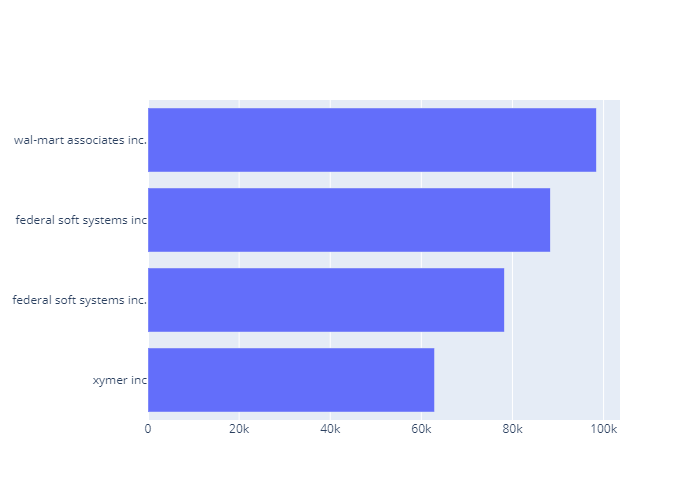 wal-mart associates inc.
federal soft systems inc
federal soft systems inc.
xymer inc
0 20k 40k 60k 80k 100k